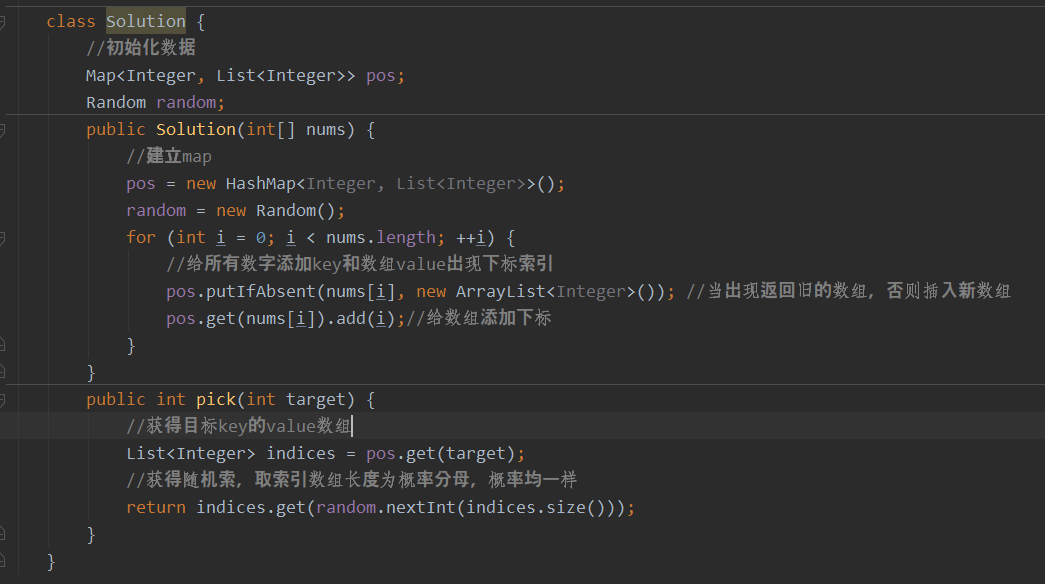 class Solution {
//初始化数据
Map<Integer, List<Integer>> pos;
Random random;
public Solution(int[] nums) {
//建立map
pos = new HashMap<Integer, List<Integer>>();
random = new Random();
for (int i = 0; i < nums.length; ++i) {
//给所有数字添加key和数组value出现下标索引
pos.putIfAbsent(nums[i], new ArrayList<Integer>()); //当出现返回旧的数组，否则插入新数组
pos.get(nums[i]).add(i);//给数组添加下标
}
}
public int pick(int target) {
//获得目标key的value数组
List<Integer> indices = pos.get(target);
//获得随机索，取索引数组长度为概率分母，概率均一样
return indices.get(random.nextInt(indices.size()));
}
}